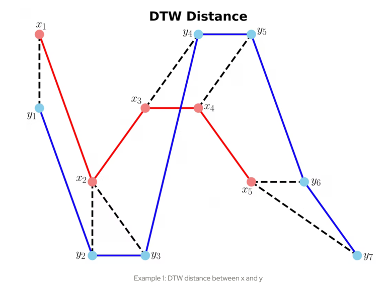 DTW Distance
x₁
y₄
y₅
x₃
x₄
y₁
x₂
x₅
y₆
y₂
y₃
y₇
Example 1: DTW distance between x and y